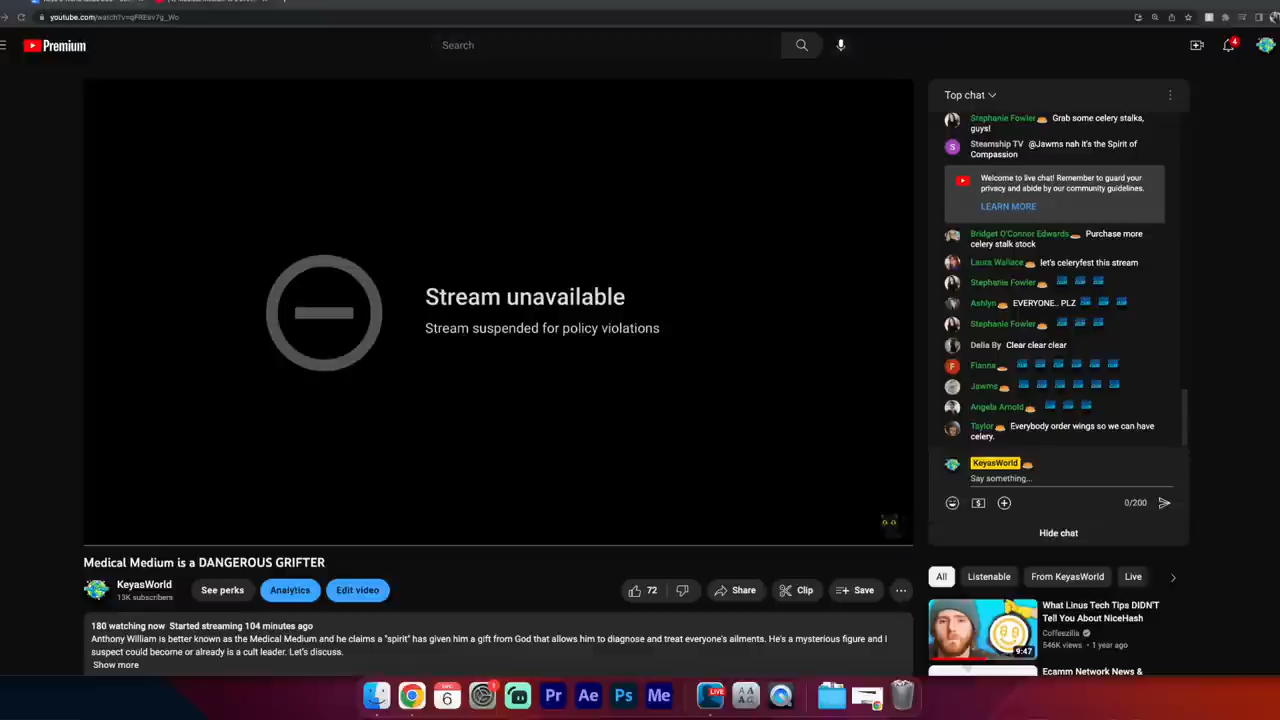 youtube.com/watch?v=qFREsv7g_Wo
Premium
Search
4
Stream unavailable
Stream suspended for policy violations
Top chat
Stephanie Fowler Grab some celery stalks,
guys!
S Steamship TV @Jawms nah it's the Spirit of
Compassion
Welcome to live chat! Remember to guard your
privacy and abide by our community guidelines.
LEARN MORE
Bridget O'Connor Edwards Purchase more
celery stalk stock
Laura Wallace let's celeryfest this stream
Stephanie Fowler
Ashlyn EVERYONE.. PLZ
Stephanie Fowler
Delia By Clear clear clear
F Fianna
Jawms
Angela Arnold
Taylor Everybody order wings so we can have
celery.
KeyasWorld
Say something...
0/200
Hide chat
Medical Medium is a DANGEROUS GRIFTER
KeyasWorld
13K subscribers
See perks
Analytics
Edit video
72
Share
Clip
Save
180 watching now Started streaming 104 minutes ago
Anthony William is better known as the Medical Medium and he claims a "spirit" has given him a gift from God that allows him to diagnose and treat everyone's ailments. He's a mysterious figure and I
suspect could become or already is a cult leader. Let's discuss.
Show more
All
Listenable
From KeyasWorld
Live
What Linus Tech Tips DIDN'T
Tell You About NiceHash
Coffeezilla
546K views • 1 year ago
9:47
Ecamm Network News &
6
1
Pr
Ae
Ps
Me
LIVE